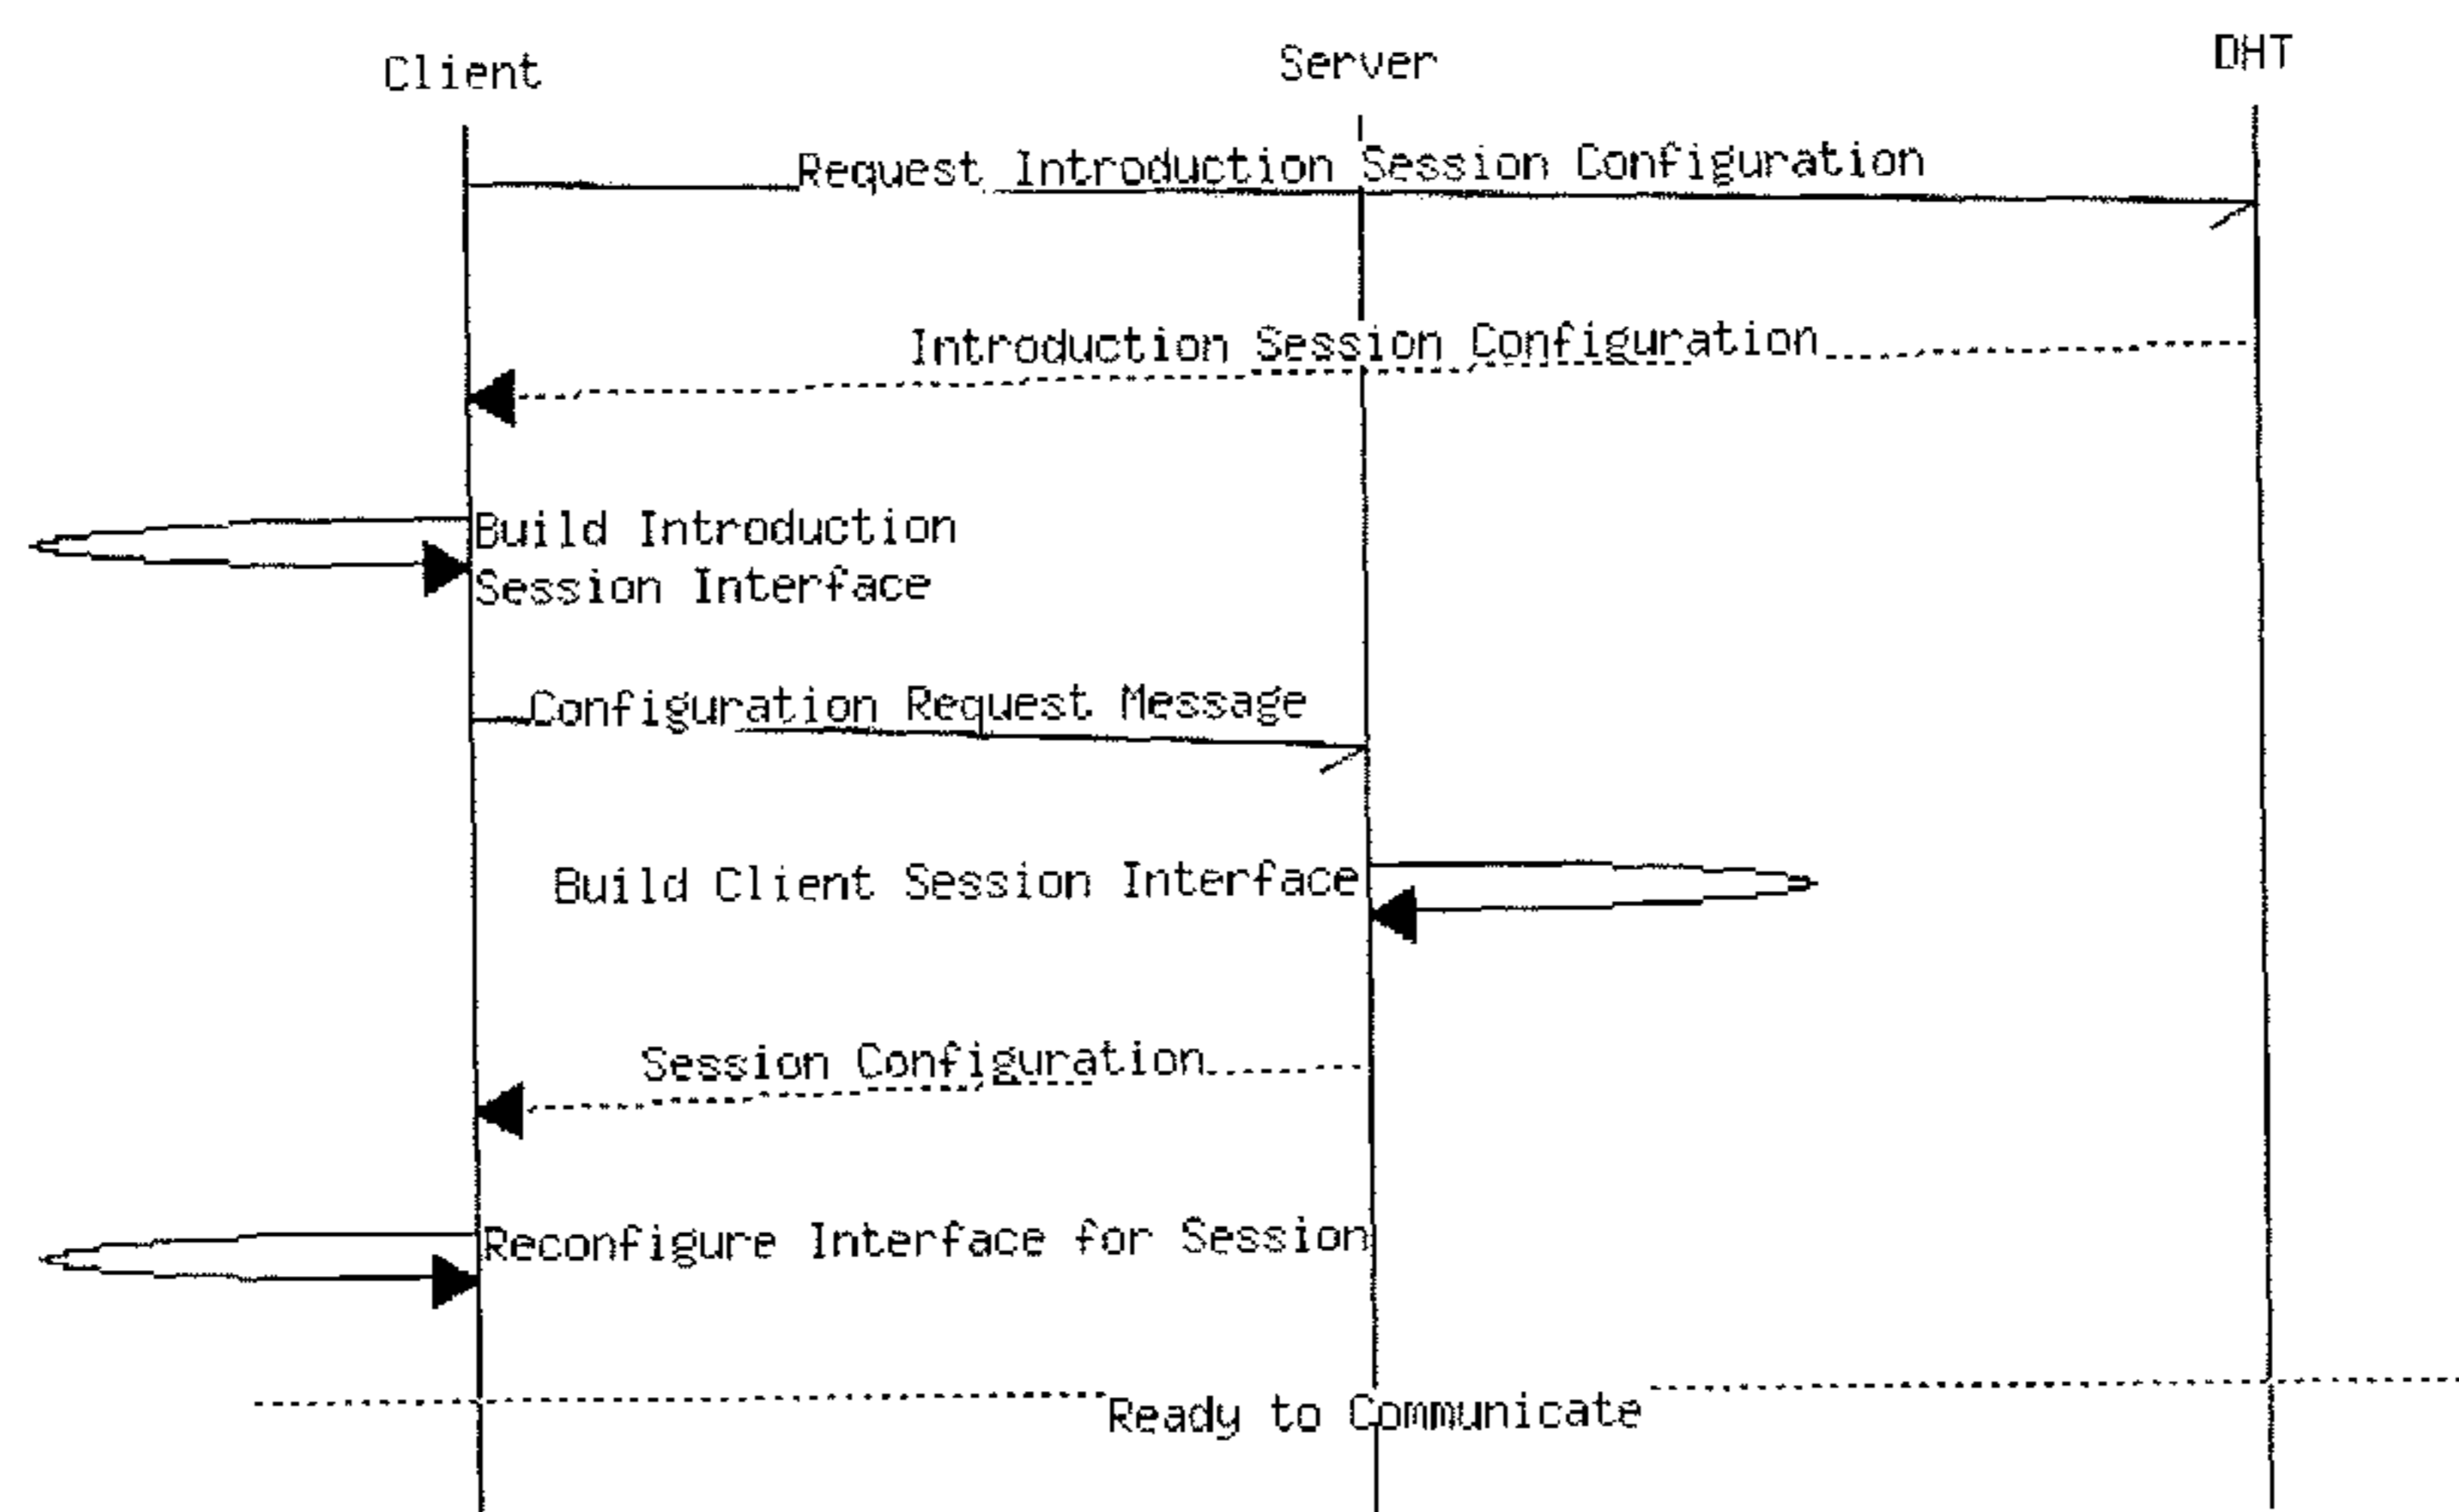 Client
Server
DHT
Request Introduction Session Configuration
Introduction Session Configuration
Build Introduction
Session Interface
Configuration Request Message
Build Client Session Interface
Session Configuration
Reconfigure Interface for Session
Ready to Communicate